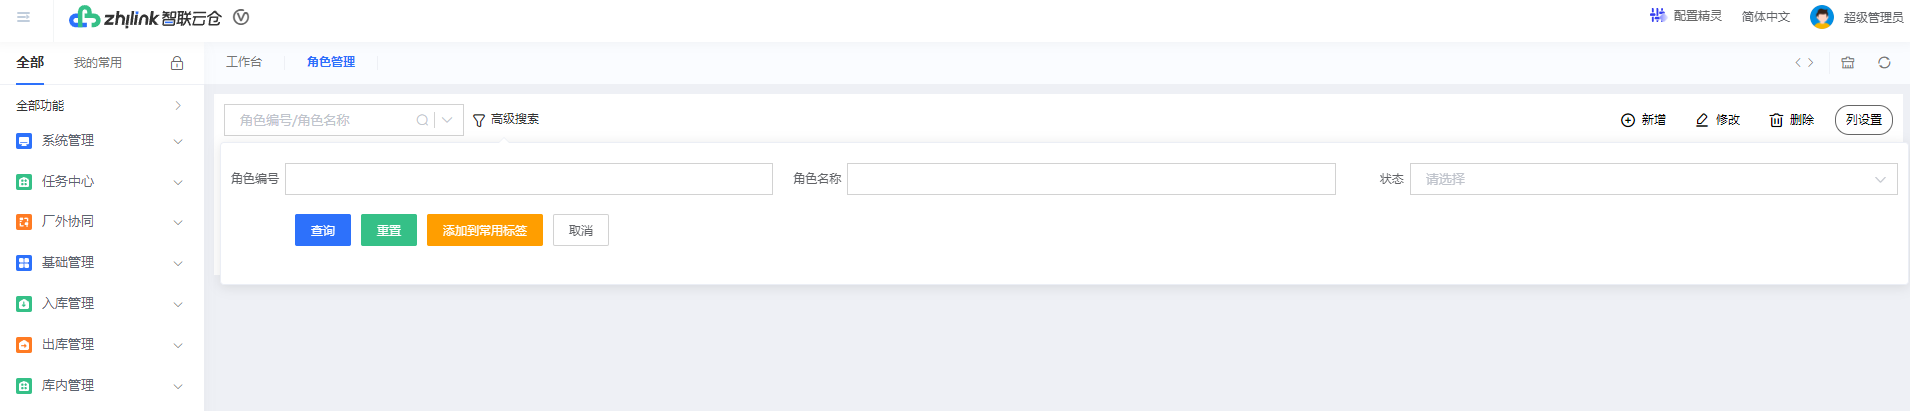 zhilink 智联云仓
配置精灵 简体中文 超级管理员
全部 我的常用
工作台 角色管理
全部功能
系统管理
任务中心
厂外协同
基础管理
入库管理
出库管理
库内管理
角色编号/角色名称 高级搜索 新增 修改 删除 列设置
角色编号 角色名称 状态 请选择
查询 重置 添加到常用标签 取消